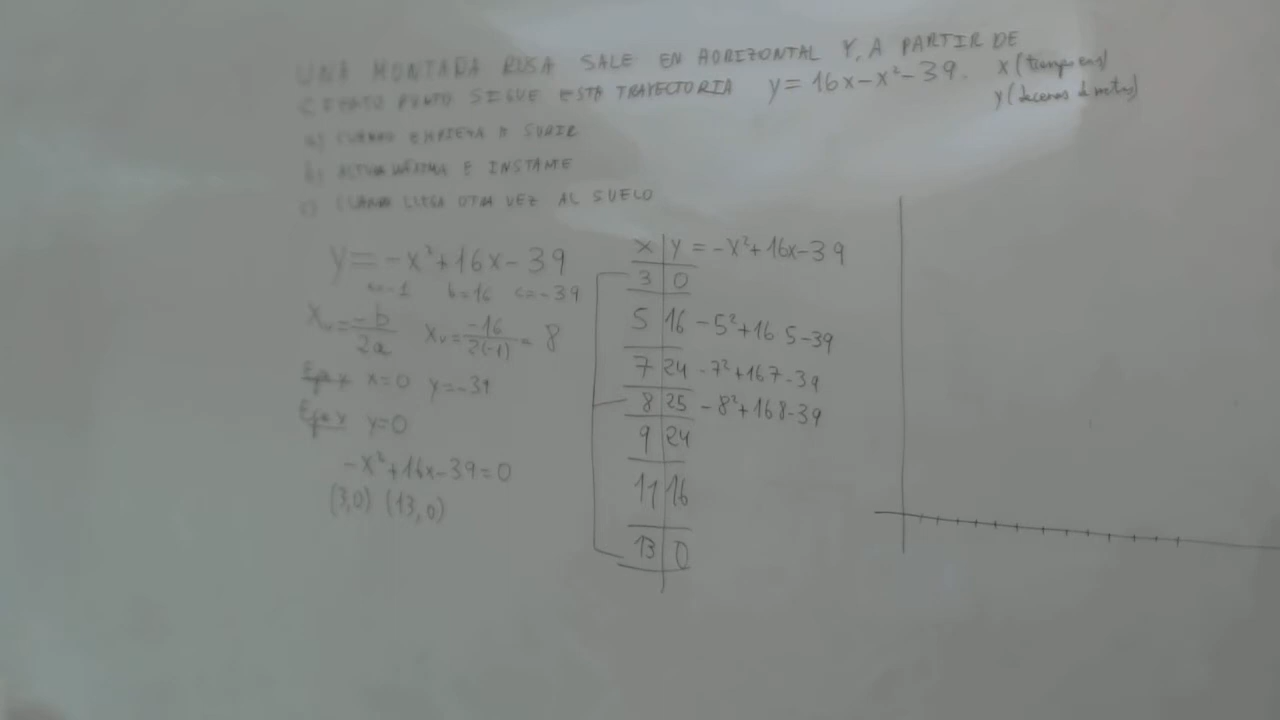 UNA MONTAÑA RUSA SALE EN HORIZONTAL Y, A PARTIR DE
CIERTO PUNTO SIGUE ESTA TRAYECTORIA y = 16x - x² - 39. x (tiempo en s)
y (decenas de metros)
a) CUANDO EMPIEZA A SUBIR
b) ALTURA MÁXIMA E INSTANTE
c) CUANDO LLEGA OTRA VEZ AL SUELO
y = -x² + 16x - 39
a=-1 b=16 c=-39
Xv = -b/2a Xv = -16/2(-1) = 8
Eje y x=0 y=-39
Eje x y=0
-x² + 16x - 39 = 0
(3,0) (13,0)
x | y = -x² + 16x - 39
3 | 0
5 | 16 -5² + 16 5 - 39
7 | 24 -7² + 16 7 - 39
8 | 25 -8² + 16 8 - 39
9 | 24
11 | 16
13 | 0